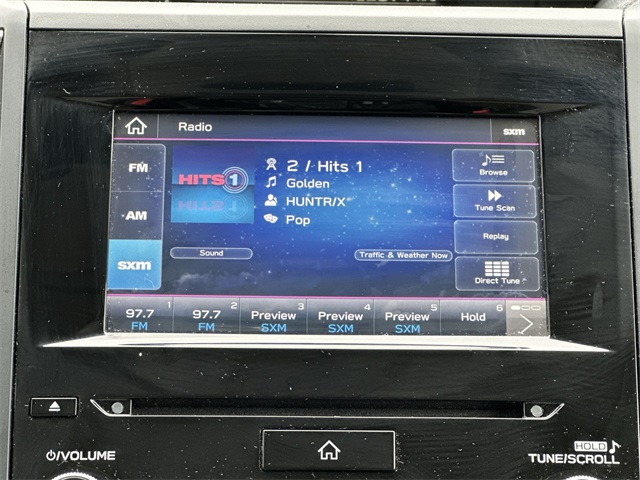 Radio
sxm
FM
AM
sxm
HITS 1
2 / Hits 1
Golden
HUNTR/X
Pop
Sound
Traffic & Weather Now
Browse
Tune Scan
Replay
Direct Tune
1
97.7
FM
2
97.7
FM
3
Preview
SXM
4
Preview
SXM
5
Preview
SXM
6
Hold
VOLUME
HOLD
TUNE/SCROLL